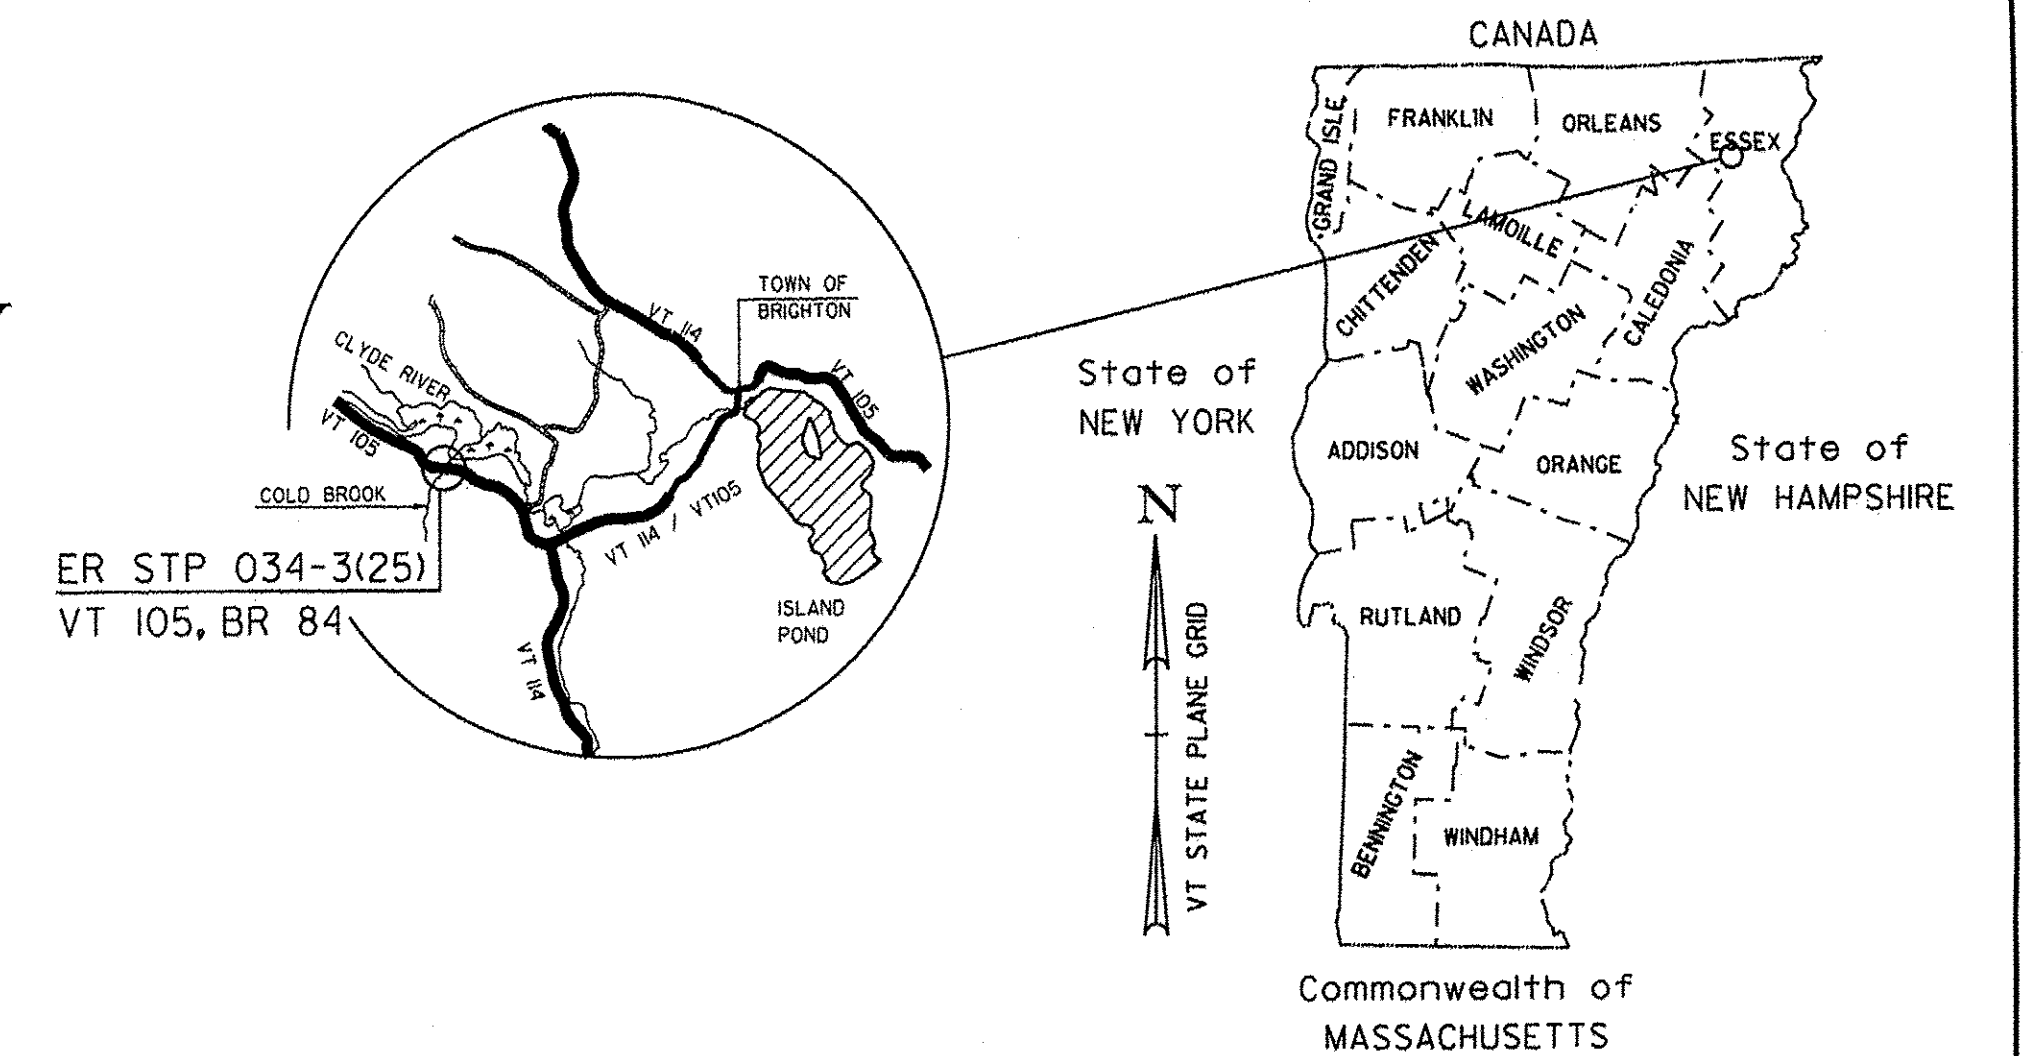 CANADA
GRAND ISLE
FRANKLIN
ORLEANS
ESSEX
LAMOILLE
CHITTENDEN
CALEDONIA
WASHINGTON
ADDISON
ORANGE
RUTLAND
WINDSOR
BENNINGTON
WINDHAM
State of
NEW YORK
State of
NEW HAMPSHIRE
Commonwealth of
MASSACHUSETTS
N
VT STATE PLANE GRID
TOWN OF
BRIGHTON
VT 114
VT 105
CLYDE RIVER
VT 105
COLD BROOK
VT 114 / VT105
ISLAND
POND
VT 114
ER STP 034-3(25)
VT 105, BR 84